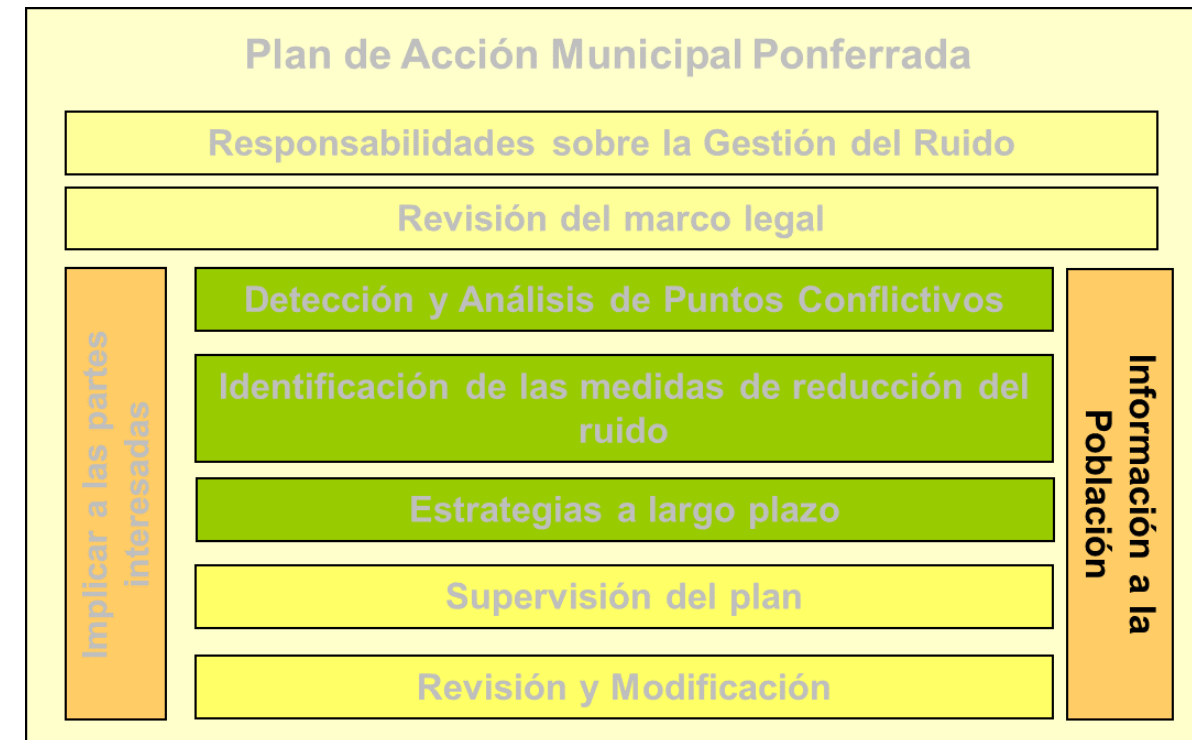 Plan de Acción Municipal Ponferrada
Responsabilidades sobre la Gestión del Ruido
Revisión del marco legal
Implicar a las partes
interesadas
Detección y Análisis de Puntos Conflictivos
Identificación de las medidas de reducción del
ruido
Estrategias a largo plazo
Supervisión del plan
Revisión y Modificación
Información a la
Población